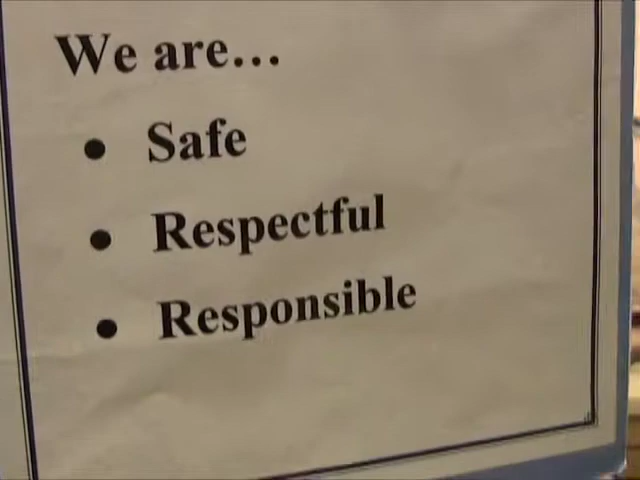 We are...
• Safe
• Respectful
• Responsible